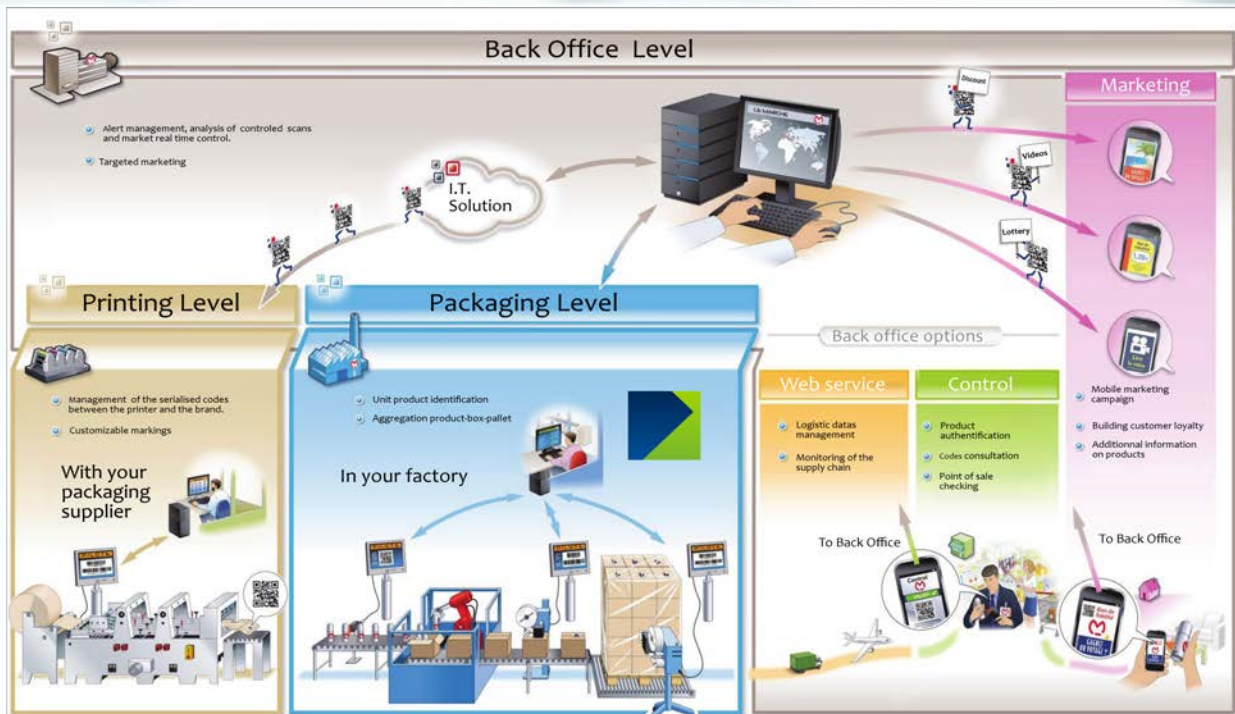 Back Office Level
Alert management, analysis of controled scans
and market real time control.
Targeted marketing
I.T.
Solution
Discount
Videos
Lottery
Marketing
Mobile marketing
campaign
Building customer loyalty
Additionnal information
on products
Printing Level
Management of the serialised codes
between the printer and the brand.
Customizable markings
With your
packaging
supplier
Packaging Level
Unit product identification
Aggregation product-box-pallet
In your factory
Back office options
Web service
Logistic datas
management
Monitoring of the
supply chain
Control
Product
authentification
Codes consultation
Point of sale
checking
To Back Office
To Back Office
Control